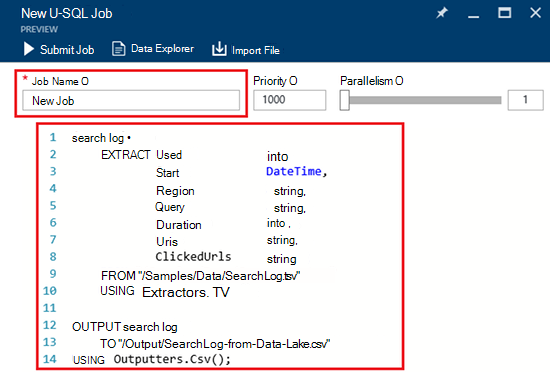 New U-SQL Job
PREVIEW
Submit Job Data Explorer Import File
* Job Name O Priority O Parallelism O
New Job 1000 1
1 search log •
2 EXTRACT Used into
3 Start DateTime,
4 Region string,
5 Query string,
6 Duration into ,
7 Uris string,
8 ClickedUrls string
9 FROM "/Samples/Data/SearchLog.tsv"
10 USING Extractors. TV
11
12 OUTPUT search log
13 TO "/Output/SearchLog-from-Data-Lake.csv"
14 USING Outputters.Csv();